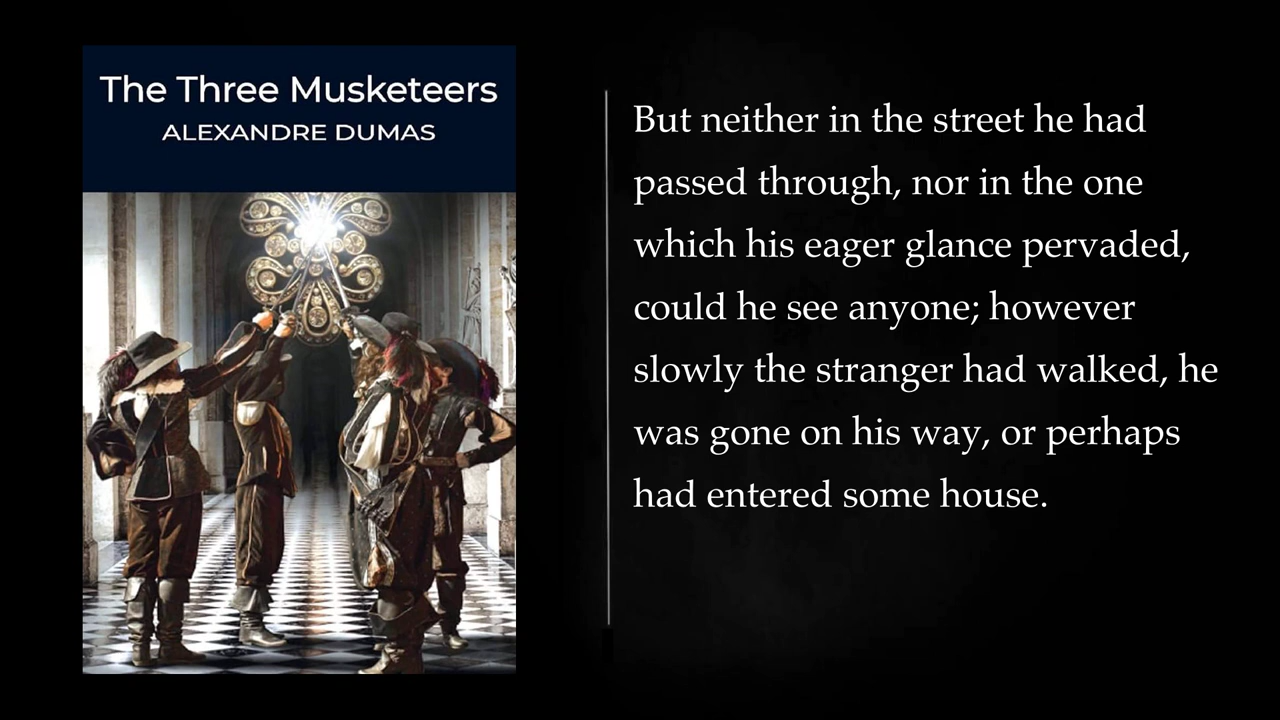 The Three Musketeers
ALEXANDRE DUMAS
But neither in the street he had
passed through, nor in the one
which his eager glance pervaded,
could he see anyone; however
slowly the stranger had walked, he
was gone on his way, or perhaps
had entered some house.